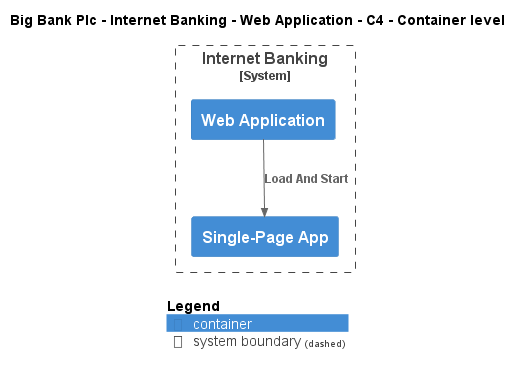 Big Bank Plc - Internet Banking - Web Application - C4 - Container level
Internet Banking
[System]
Web Application
Load And Start
Single-Page App
Legend
container
system boundary (dashed)